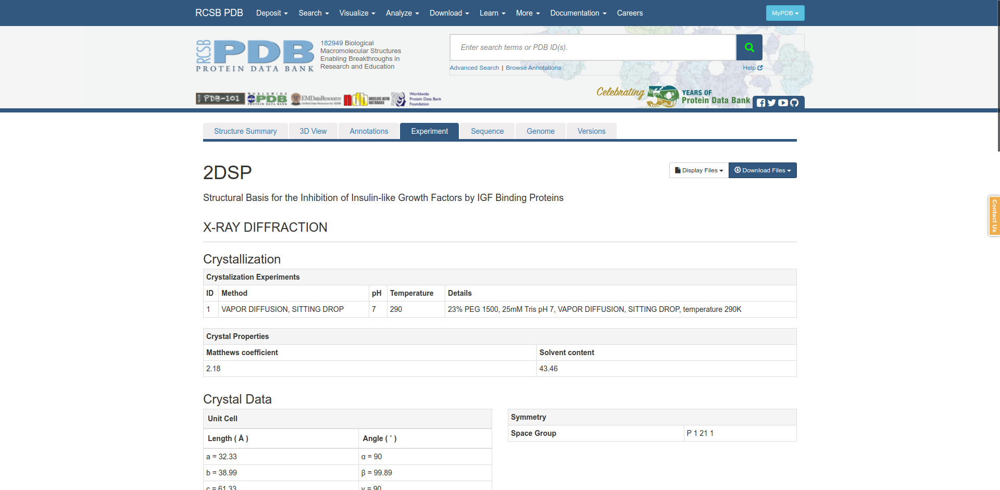 RCSB PDB Deposit Search Visualize Analyze Download Learn More Documentation Careers MyPDB
RCSB PDB
PROTEIN DATA BANK
182949 Biological
Macromolecular Structures
Enabling Breakthroughs in
Research and Education
Enter search terms or PDB ID(s).
Advanced Search | Browse Annotations Help
PDB-101
WORLDWIDE
PDB
PROTEIN DATA BANK
EMDataResource
Unified Data Resource for 3DEM
ndb NUCLEIC ACID
DATABASE
Worldwide
Protein Data Bank
Foundation
Celebrating YEARS OF
Protein Data Bank
Structure Summary 3D View Annotations Experiment Sequence Genome Versions
2DSP
Display Files Download Files
Structural Basis for the Inhibition of Insulin-like Growth Factors by IGF Binding Proteins
Contact Us
X-RAY DIFFRACTION
Crystallization
Crystalization Experiments
ID Method pH Temperature Details
1 VAPOR DIFFUSION, SITTING DROP 7 290 23% PEG 1500, 25mM Tris pH 7, VAPOR DIFFUSION, SITTING DROP, temperature 290K
Crystal Properties
Matthews coefficient Solvent content
2.18 43.46
Crystal Data
Unit Cell
Length ( Å ) Angle ( ˚ )
a = 32.33 α = 90
b = 38.99 β = 99.89
c = 61.33 γ = 90
Symmetry
Space Group P 1 21 1